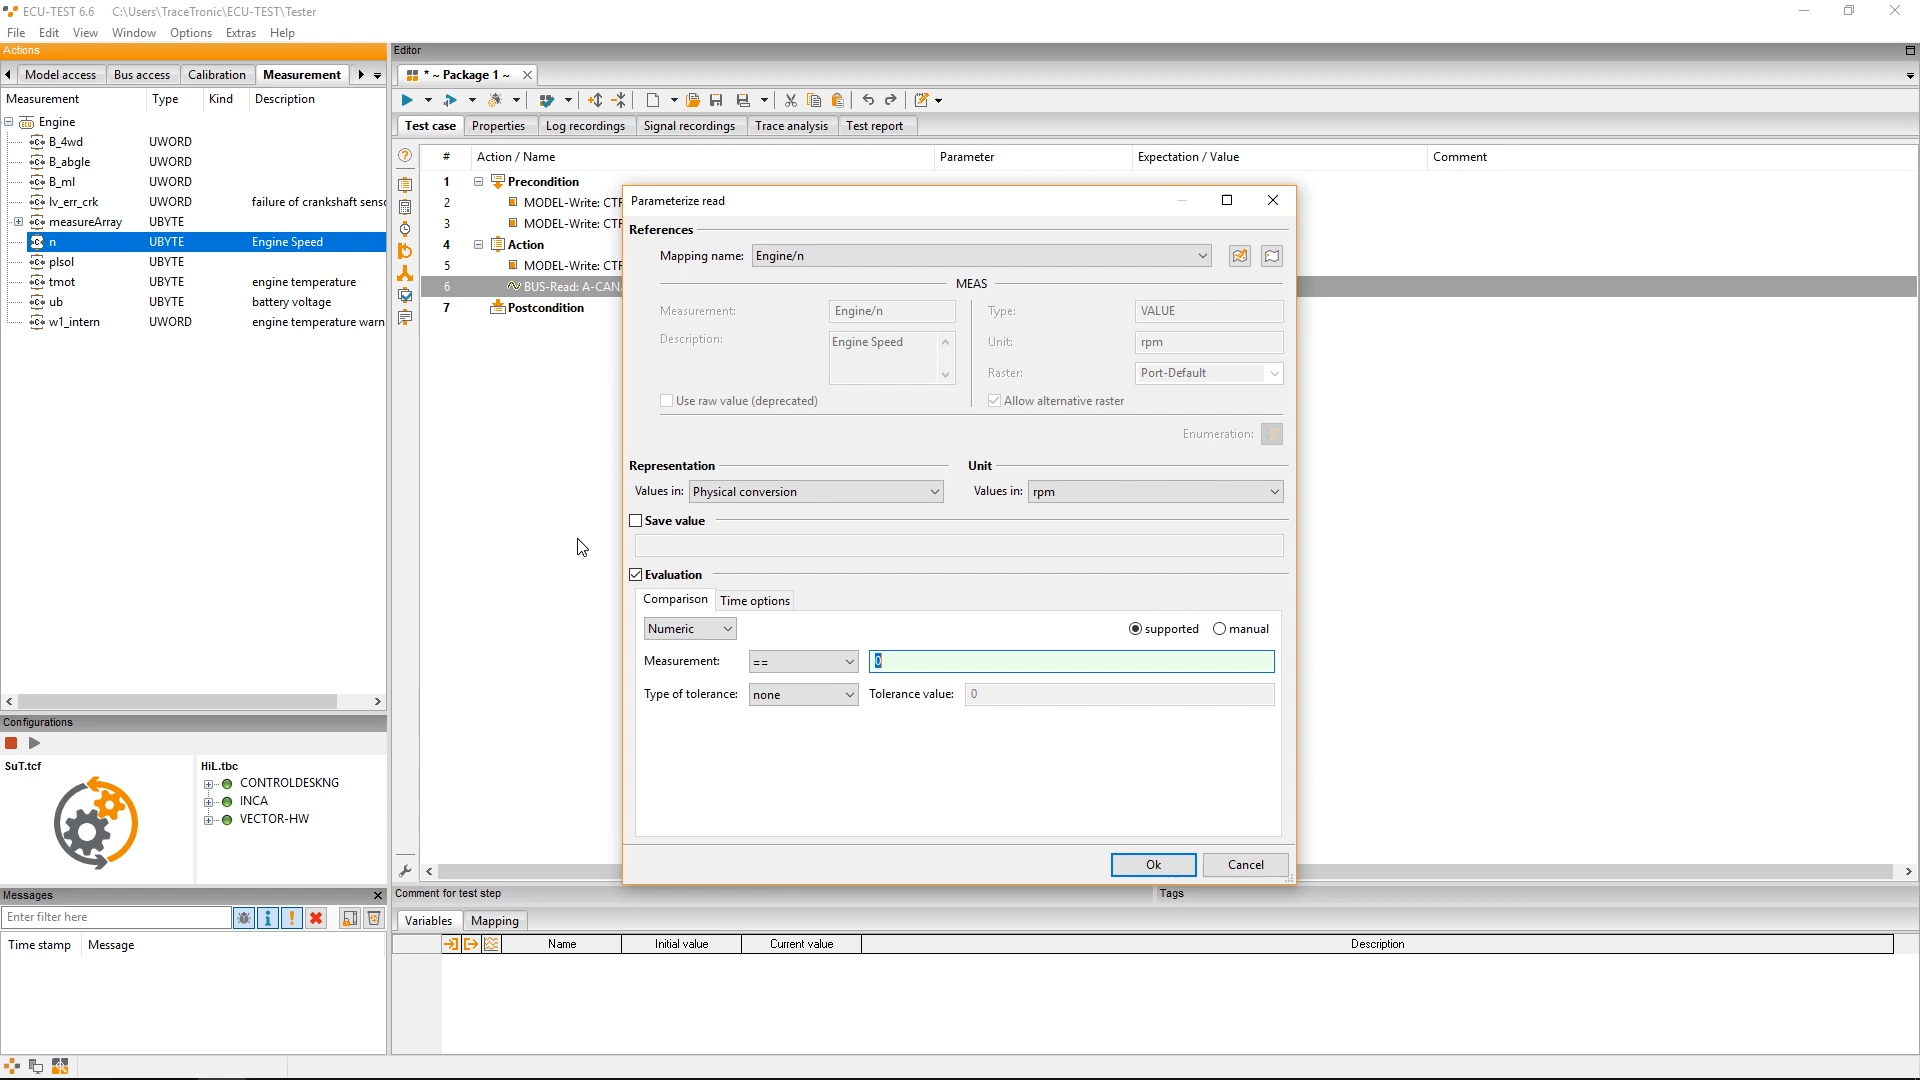 ECU-TEST 6.6 C:\Users\TraceTronic\ECU-TEST\Tester
File Edit View Window Options Extras Help
Actions
Model access Bus access Calibration Measurement
Measurement Type Kind Description
Engine
B_4wd UWORD
B_abgle UWORD
B_ml UWORD
lv_err_crk UWORD failure of crankshaft sens
measureArray UBYTE
n UBYTE Engine Speed
plsol UBYTE
tmot UBYTE engine temperature
ub UBYTE battery voltage
w1_intern UWORD engine temperature warn
Configurations
SuT.tcf
HiL.tbc
CONTROLDESKNG
INCA
VECTOR-HW
Messages
Enter filter here
Time stamp Message
Editor
* ~ Package 1 ~
Test case Properties Log recordings Signal recordings Trace analysis Test report
# Action / Name Parameter Expectation / Value Comment
1 Precondition
2 MODEL-Write: CTR
3 MODEL-Write: CTR
4 Action
5 MODEL-Write: CTR
6 BUS-Read: A-CAN/
7 Postcondition
Parameterize read
References
Mapping name: Engine/n
MEAS
Measurement: Engine/n Type: VALUE
Description: Engine Speed Unit: rpm
Raster: Port-Default
Use raw value (deprecated) Allow alternative raster
Enumeration:
Representation Unit
Values in: Physical conversion Values in: rpm
Save value
Evaluation
Comparison Time options
Numeric supported manual
Measurement: == 0
Type of tolerance: none Tolerance value: 0
Ok Cancel
Comment for test step Tags
Variables Mapping
Name Initial value Current value Description